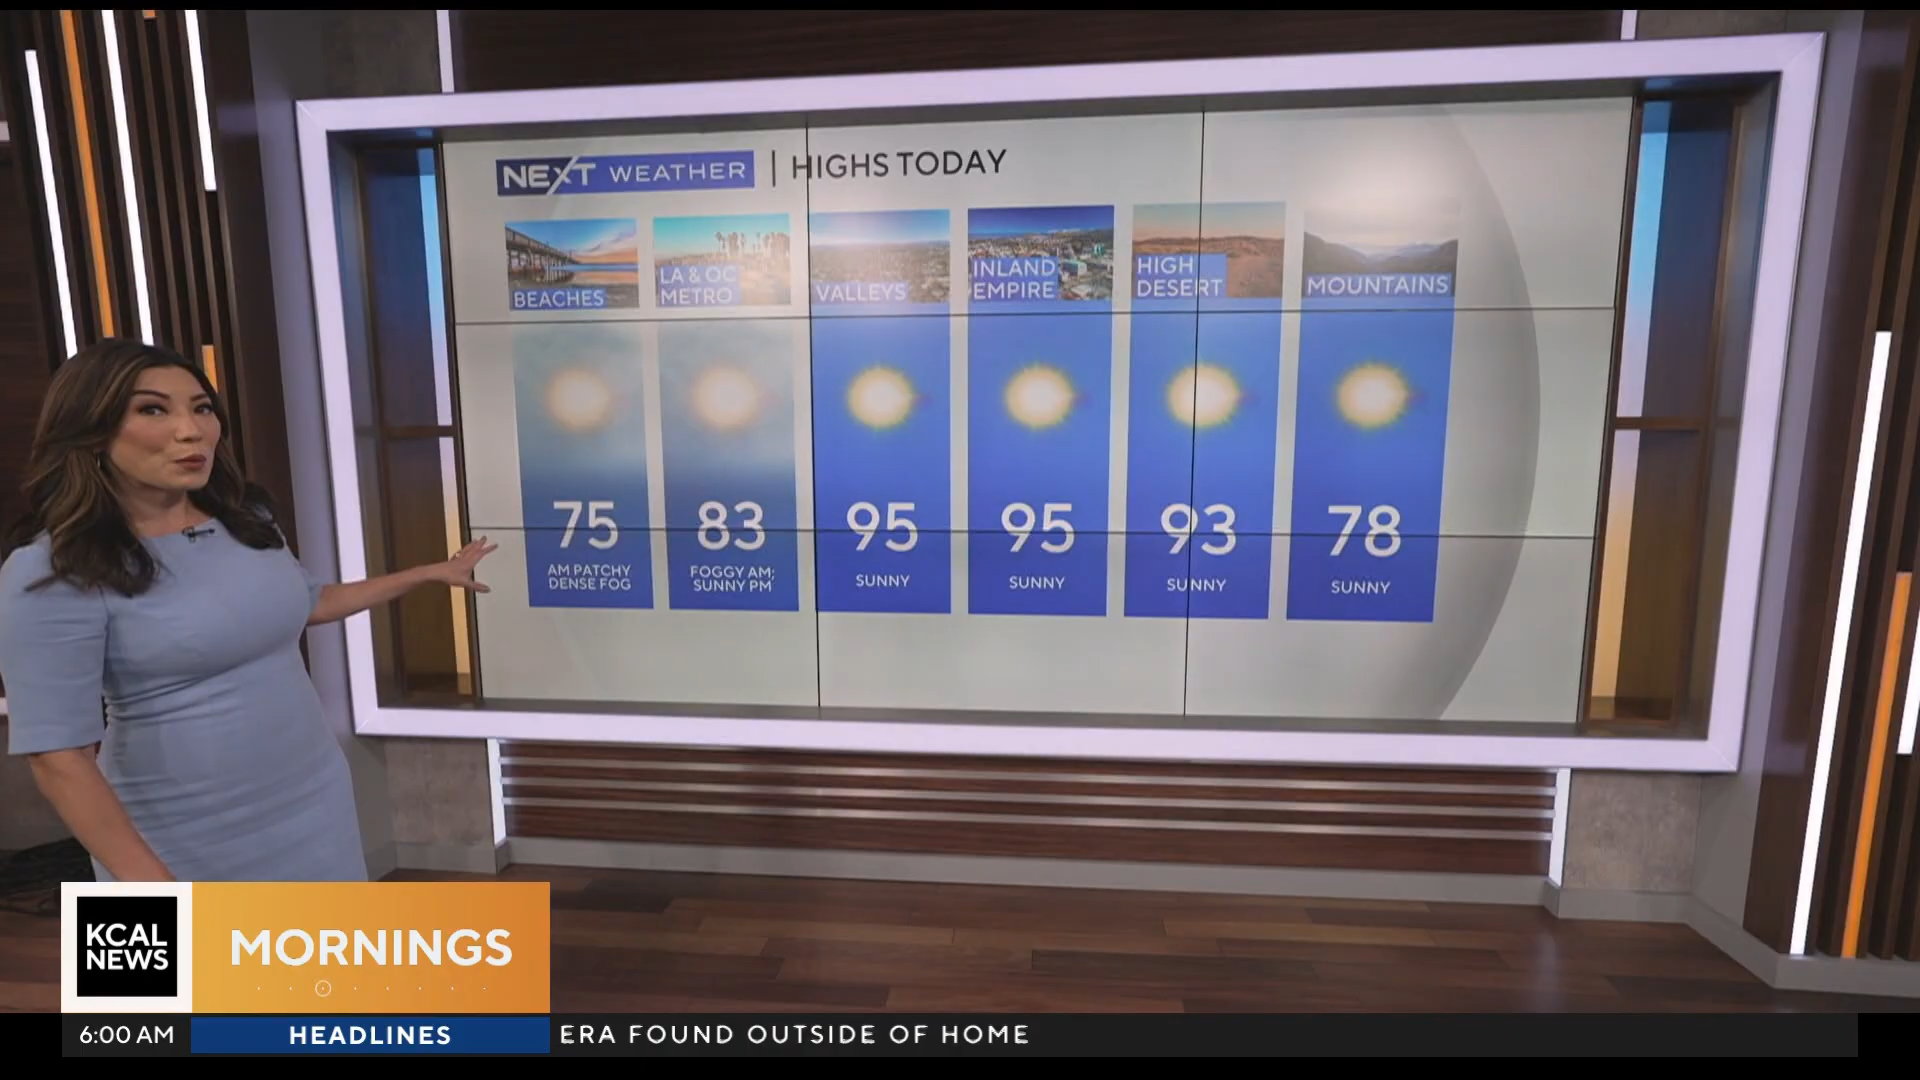 NEXT WEATHER | HIGHS TODAY
BEACHES
LA & OC
METRO
VALLEYS
INLAND
EMPIRE
HIGH
DESERT
MOUNTAINS
75
83
95
95
93
78
AM PATCHY
DENSE FOG
FOGGY AM;
SUNNY PM
SUNNY
SUNNY
SUNNY
SUNNY
KCAL
NEWS
MORNINGS
6:00 AM
HEADLINES
ERA FOUND OUTSIDE OF HOME